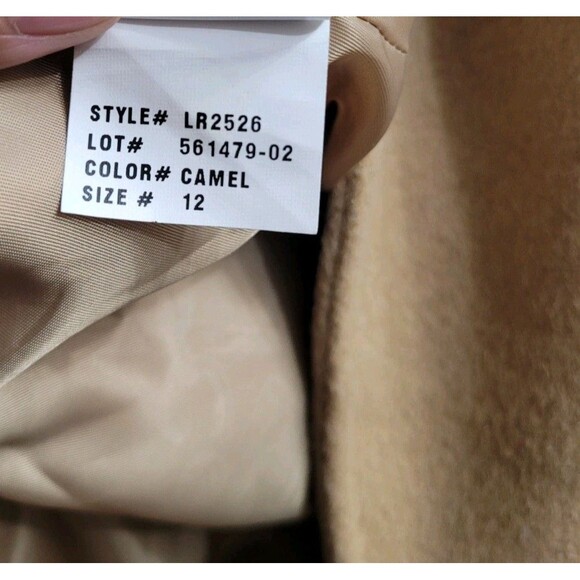 STYLE# LR2526
LOT# 561479-02
COLOR# CAMEL
SIZE # 12